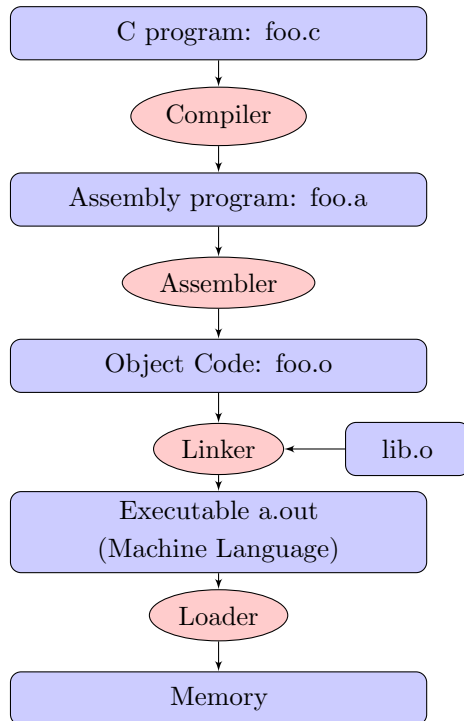 C program: foo.c
Compiler
Assembly program: foo.a
Assembler
Object Code: foo.o
Linker
lib.o
Executable a.out
(Machine Language)
Loader
Memory